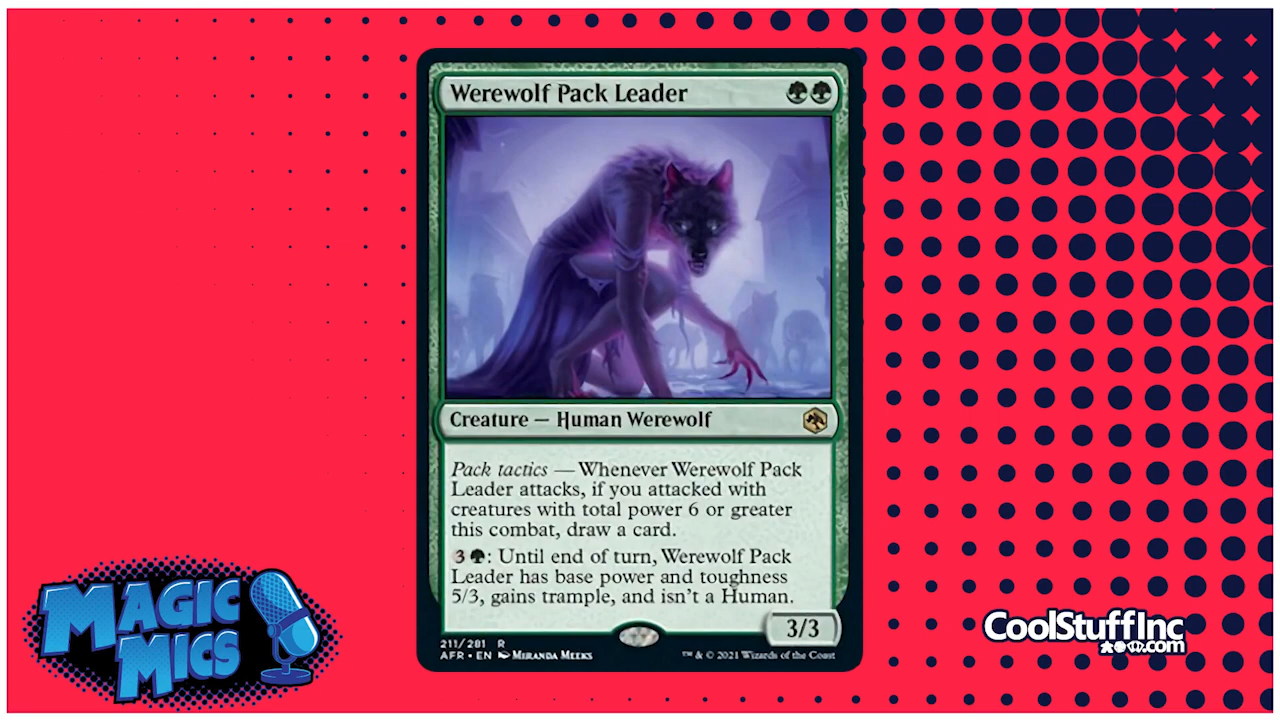 Werewolf Pack Leader
Creature — Human Werewolf
Pack tactics — Whenever Werewolf Pack
Leader attacks, if you attacked with
creatures with total power 6 or greater
this combat, draw a card.
3 : Until end of turn, Werewolf Pack
Leader has base power and toughness
5/3, gains trample, and isn't a Human.
3/3
211/281 R
AFR • EN MIRANDA MEEKS
™ & © 2021 Wizards of the Coast
MAGIC
MICS
CoolStuffInc
.com